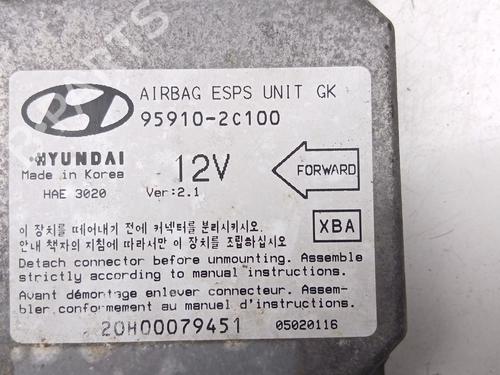 AIRBAG ESPS UNIT GK
95910-2C100
HYUNDAI
Made in Korea
12V
FORWARD
HAE 3020
Ver:2.1
XBA
이 장치를 떼어내기 전에 커넥터를 분리시키시오.
안내 책자의 지침에 따라서만 이 장치를 조립하십시오
Detach connector before unmounting. Assemble
strictly according to manual instructions.
Avant démontage enlever connecteur. Assem-
bler conformement au manuel d'instructions.
20H00079451
05020116